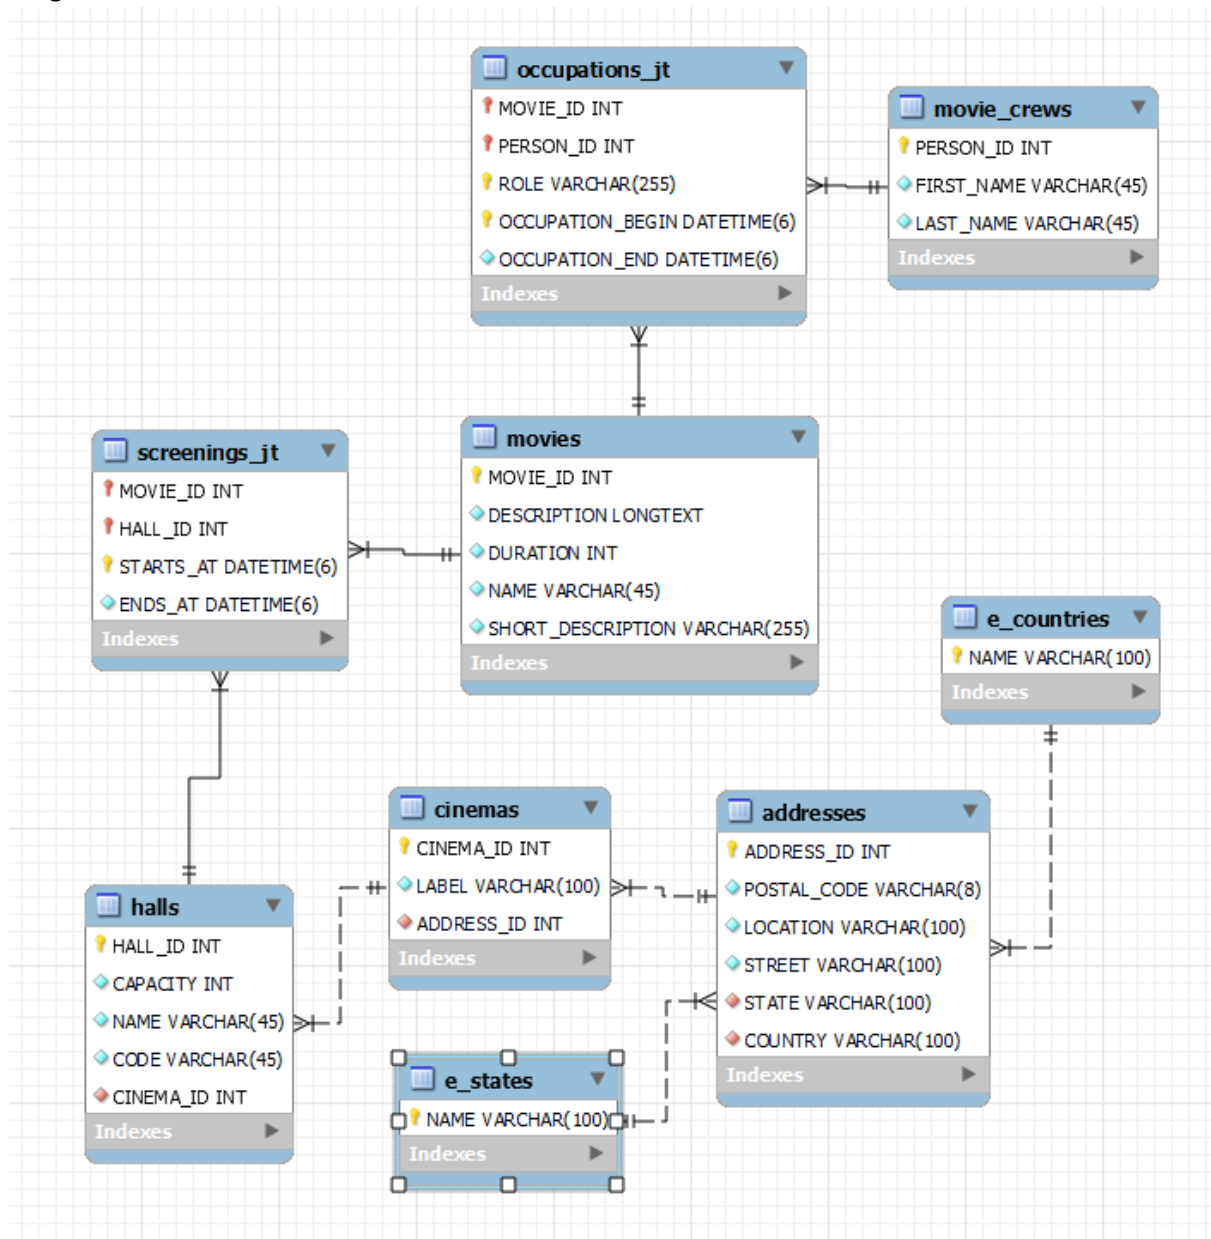 occupations_jt
MOVIE_ID INT
PERSON_ID INT
ROLE VARCHAR(255)
OCCUPATION_BEGIN DATETIME(6)
OCCUPATION_END DATETIME(6)
Indexes
movie_crews
PERSON_ID INT
FIRST_NAME VARCHAR(45)
LAST_NAME VARCHAR(45)
Indexes
screenings_jt
MOVIE_ID INT
HALL_ID INT
STARTS_AT DATETIME(6)
ENDS_AT DATETIME(6)
Indexes
movies
MOVIE_ID INT
DESCRIPTION LONGTEXT
DURATION INT
NAME VARCHAR(45)
SHORT_DESCRIPTION VARCHAR(255)
Indexes
e_countries
NAME VARCHAR(100)
Indexes
cinemas
CINEMA_ID INT
LABEL VARCHAR(100)
ADDRESS_ID INT
Indexes
addresses
ADDRESS_ID INT
POSTAL_CODE VARCHAR(8)
LOCATION VARCHAR(100)
STREET VARCHAR(100)
STATE VARCHAR(100)
COUNTRY VARCHAR(100)
Indexes
halls
HALL_ID INT
CAPACITY INT
NAME VARCHAR(45)
CODE VARCHAR(45)
CINEMA_ID INT
Indexes
e_states
NAME VARCHAR(100)
Indexes